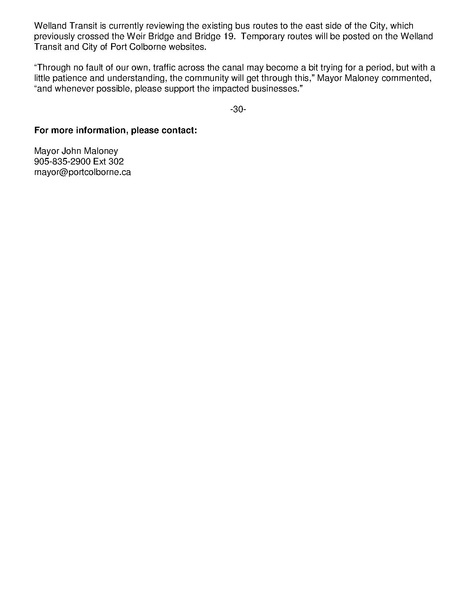 Welland Transit is currently reviewing the existing bus routes to the east side of the City, which
previously crossed the Weir Bridge and Bridge 19.  Temporary routes will be posted on the Welland
Transit and City of Port Colborne websites.
“Through no fault of our own, traffic across the canal may become a bit trying for a period, but with a
little patience and understanding, the community will get through this,” Mayor Maloney commented,
“and whenever possible, please support the impacted businesses.”
-30-
For more information, please contact:
Mayor John Maloney
905-835-2900 Ext 302
mayor@portcolborne.ca